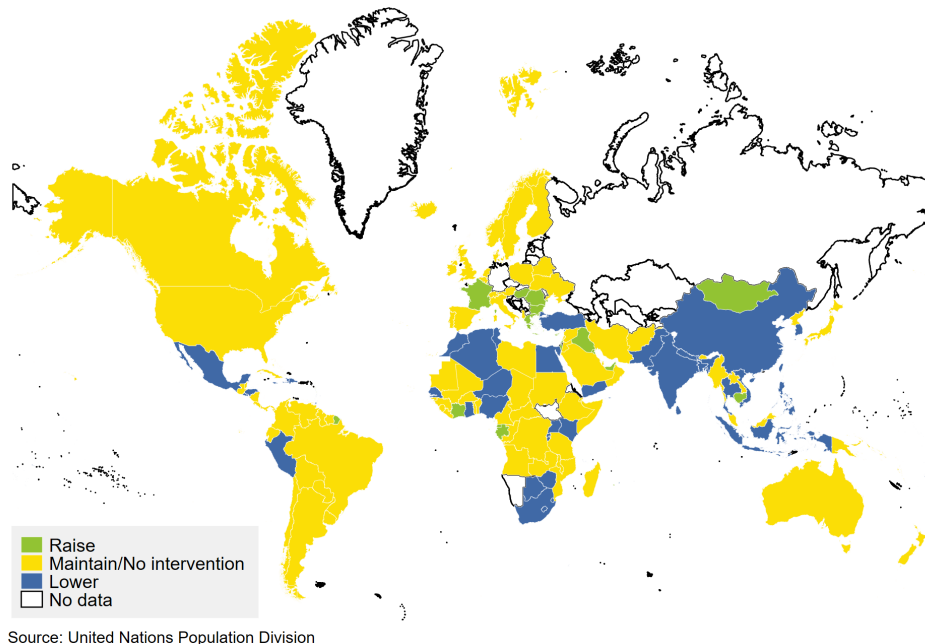 Raise
Maintain/No intervention
Lower
No data
Source: United Nations Population Division